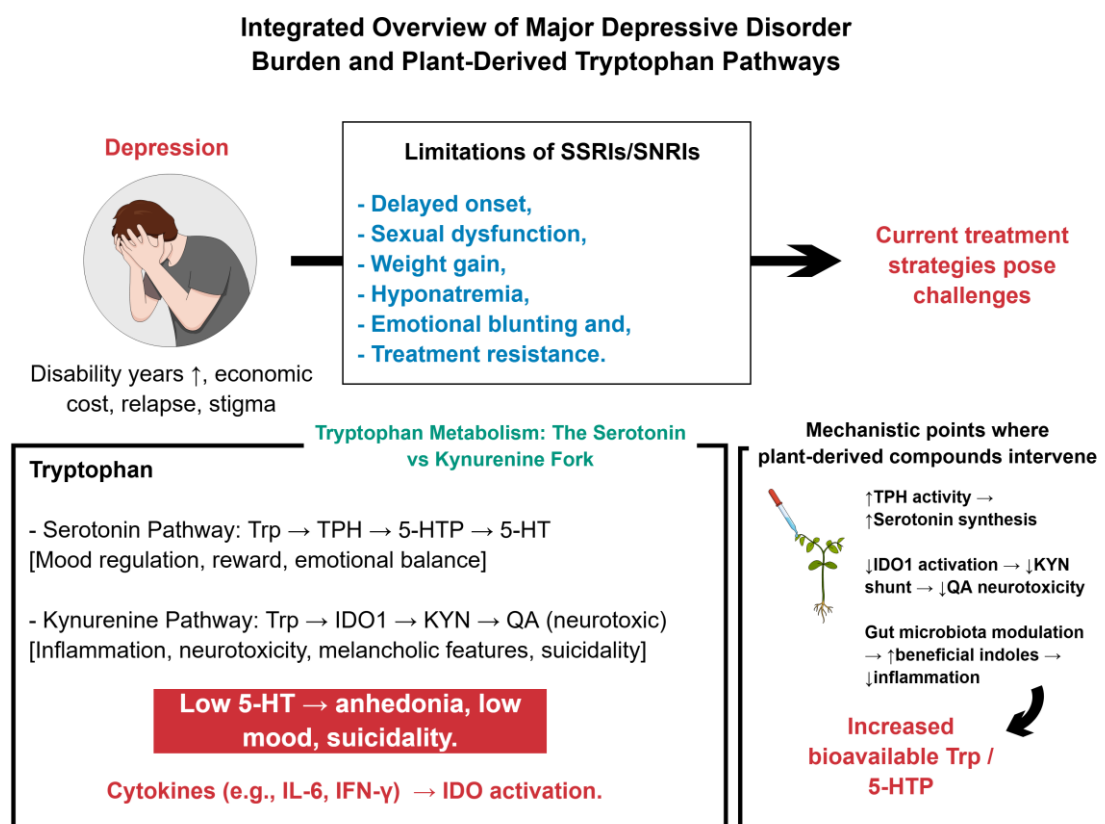 Integrated Overview of Major Depressive Disorder
Burden and Plant-Derived Tryptophan Pathways
Depression
Disability years ↑, economic
cost, relapse, stigma
Limitations of SSRIs/SNRIs
- Delayed onset,
- Sexual dysfunction,
- Weight gain,
- Hyponatremia,
- Emotional blunting and,
- Treatment resistance.
Current treatment
strategies pose
challenges
Tryptophan Metabolism: The Serotonin
vs Kynurenine Fork
Tryptophan
- Serotonin Pathway: Trp → TPH → 5-HTP → 5-HT
[Mood regulation, reward, emotional balance]
- Kynurenine Pathway: Trp → IDO1 → KYN → QA (neurotoxic)
[Inflammation, neurotoxicity, melancholic features, suicidality]
Low 5-HT → anhedonia, low
mood, suicidality.
Cytokines (e.g., IL-6, IFN-γ) → IDO activation.
Mechanistic points where
plant-derived compounds intervene
↑TPH activity →
↑Serotonin synthesis
↓IDO1 activation → ↓KYN
shunt → ↓QA neurotoxicity
Gut microbiota modulation
→ ↑beneficial indoles →
↓inflammation
Increased
bioavailable Trp /
5-HTP